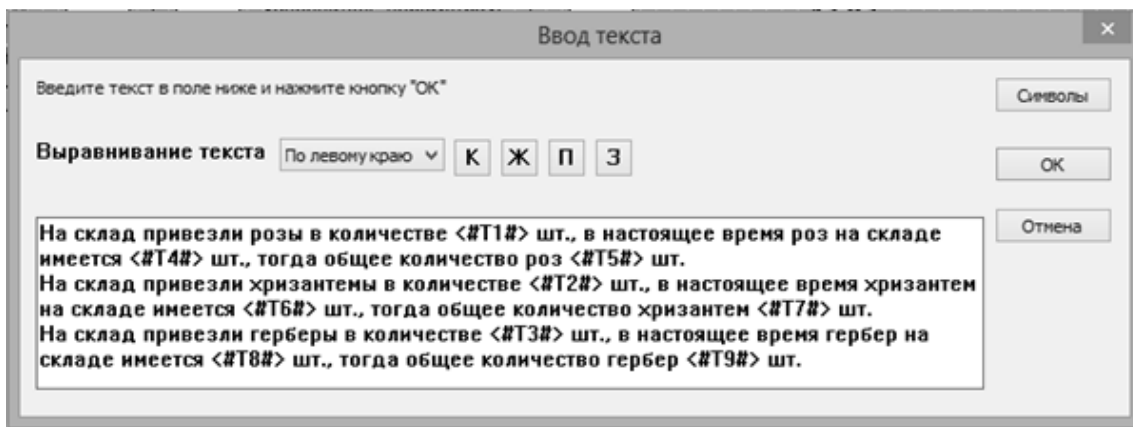 Ввод текста
Введите текст в поле ниже и нажмите кнопку "ОК"
Символы
Выравнивание текста По левому краю К Ж П З
ОК
Отмена
На склад привезли розы в количестве <#T1#> шт., в настоящее время роз на складе
имеется <#T4#> шт., тогда общее количество роз <#T5#> шт.
На склад привезли хризантемы в количестве <#T2#> шт., в настоящее время хризантем
на складе имеется <#T6#> шт., тогда общее количество хризантем <#T7#> шт.
На склад привезли герберы в количестве <#T3#> шт., в настоящее время гербер на
складе имеется <#T8#> шт., тогда общее количество гербер <#T9#> шт.